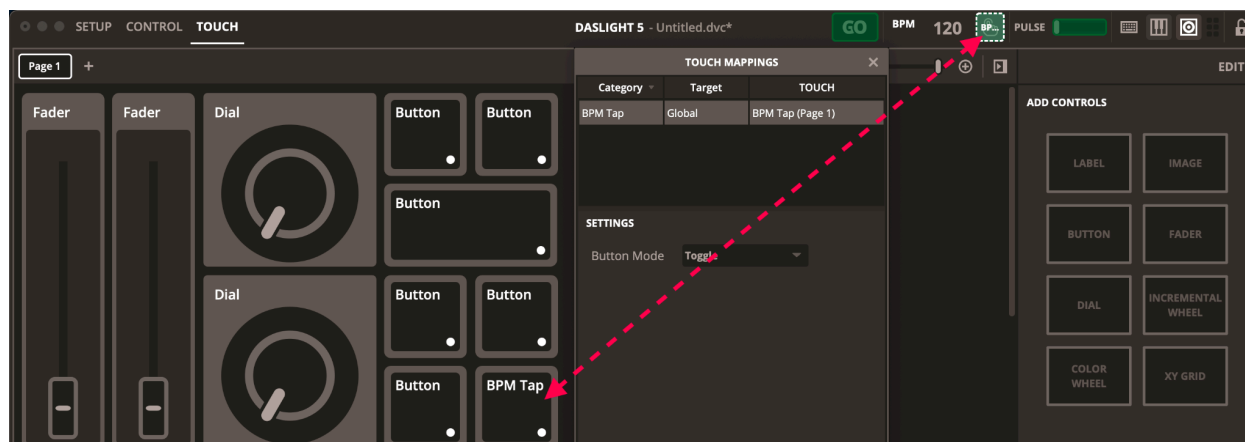 SETUP CONTROL TOUCH DASLIGHT 5 - Untitled.dvc* GO BPM 120 BP... PULSE
Page 1 + TOUCH MAPPINGS × EDIT
Category Target TOUCH
BPM Tap Global BPM Tap (Page 1)
SETTINGS
Button Mode Toggle
Fader Fader Dial Button Button
Button
Dial Button Button
Button BPM Tap
ADD CONTROLS
LABEL IMAGE
BUTTON FADER
DIAL INCREMENTAL
WHEEL
COLOR
WHEEL XY GRID